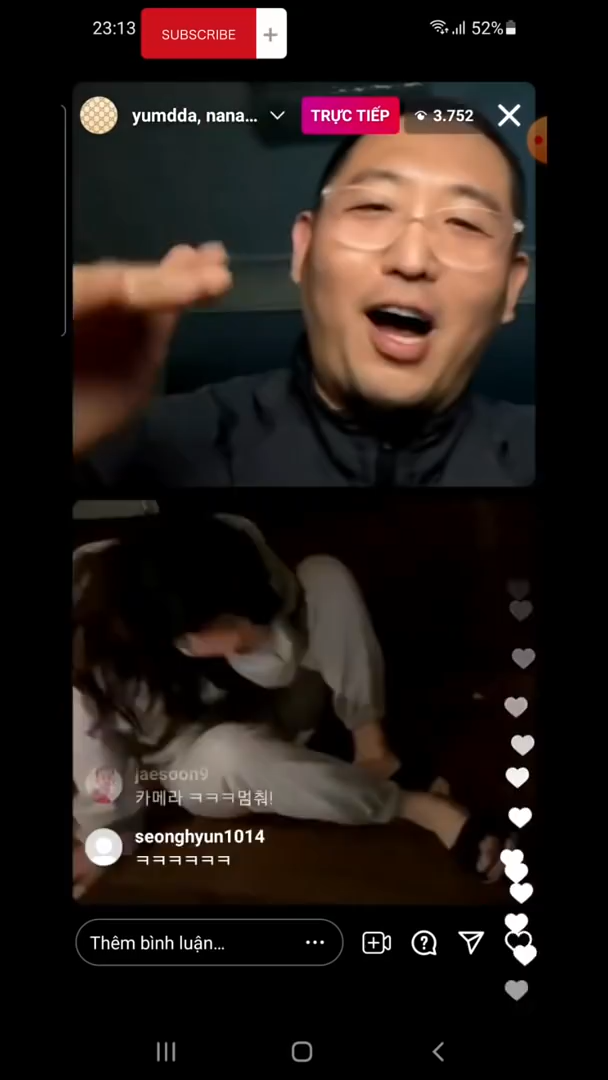 23:13
SUBSCRIBE
52%
yumdda, nana...
TRỰC TIẾP
3.752
jaesoon9
카메라 ㅋㅋㅋ멈춰!
seonghyun1014
ㅋㅋㅋㅋㅋㅋ
Thêm bình luận...